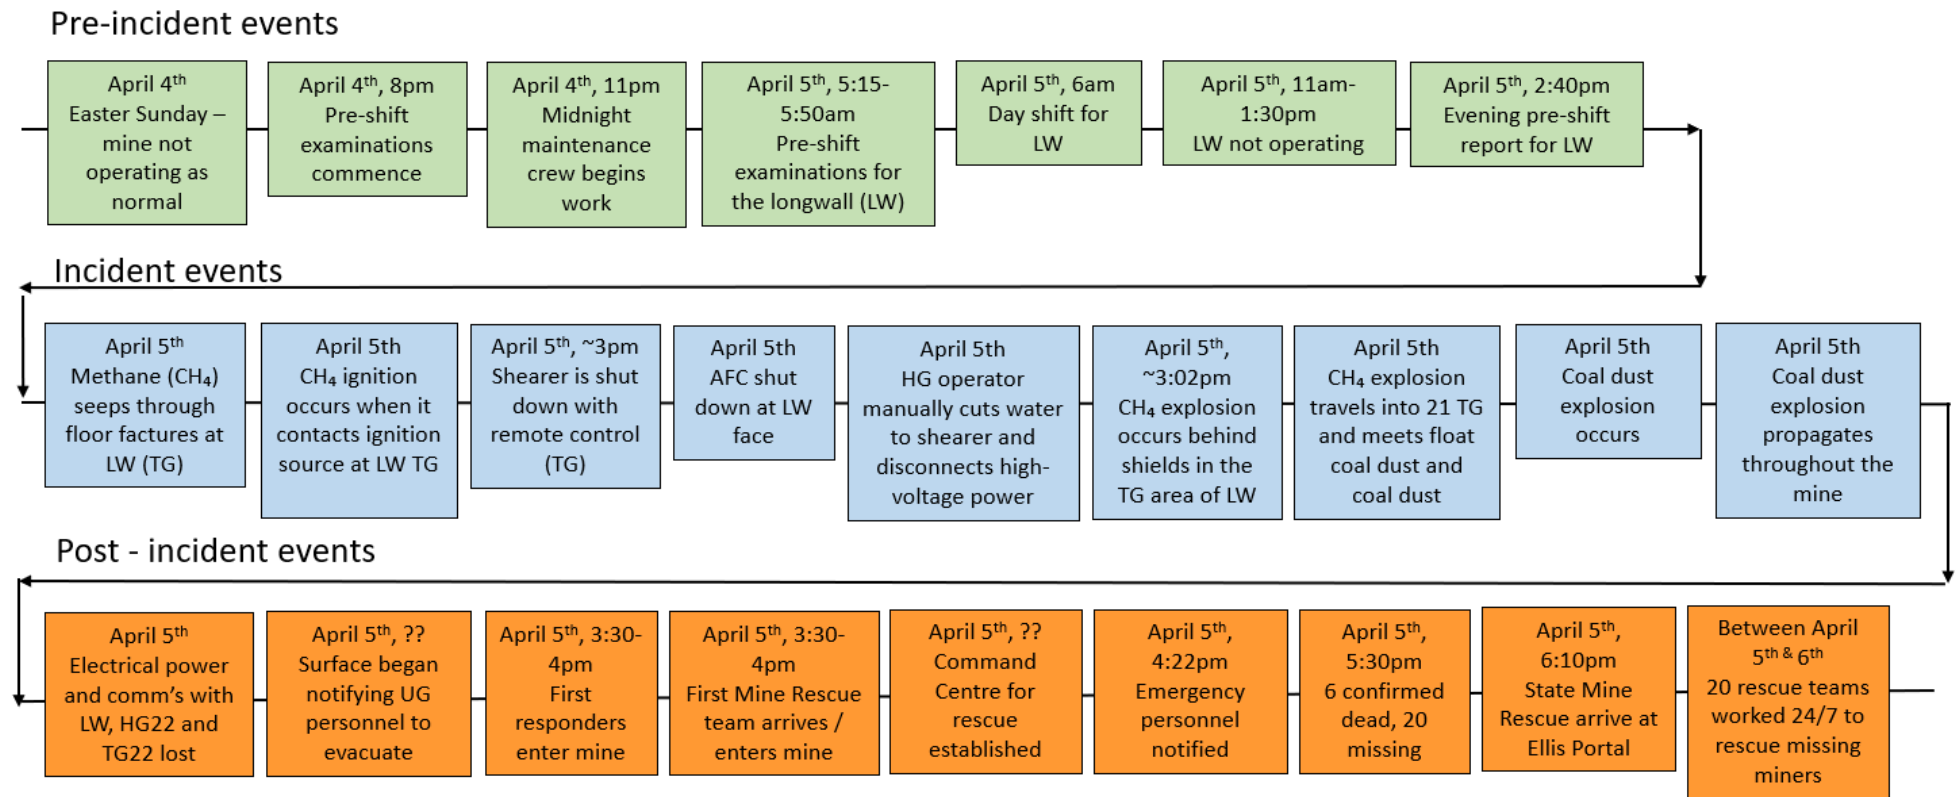 Pre-incident events
April 4th
Easter Sunday –
mine not
operating as
normal
April 4th, 8pm
Pre-shift
examinations
commence
April 4th, 11pm
Midnight
maintenance
crew begins
work
April 5th, 5:15-
5:50am
Pre-shift
examinations for
the longwall (LW)
April 5th, 6am
Day shift for
LW
April 5th, 11am-
1:30pm
LW not operating
April 5th, 2:40pm
Evening pre-shift
report for LW
Incident events
April 5th
Methane (CH₄)
seeps through
floor factures at
LW (TG)
April 5th
CH₄ ignition
occurs when it
contacts ignition
source at LW TG
April 5th, ~3pm
Shearer is shut
down with
remote control
(TG)
April 5th
AFC shut
down at LW
face
April 5th
HG operator
manually cuts water
to shearer and
disconnects high-
voltage power
April 5th,
~3:02pm
CH₄ explosion
occurs behind
shields in the
TG area of LW
April 5th
CH₄ explosion
travels into 21 TG
and meets float
coal dust and
coal dust
April 5th
Coal dust
explosion
occurs
April 5th
Coal dust
explosion
propagates
throughout the
mine
Post - incident events
April 5th
Electrical power
and comm's with
LW, HG22 and
TG22 lost
April 5th, ??
Surface began
notifying UG
personnel to
evacuate
April 5th, 3:30-
4pm
First
responders
enter mine
April 5th, 3:30-
4pm
First Mine Rescue
team arrives /
enters mine
April 5th, ??
Command
Centre for
rescue
established
April 5th,
4:22pm
Emergency
personnel
notified
April 5th,
5:30pm
6 confirmed
dead, 20
missing
April 5th,
6:10pm
State Mine
Rescue arrive at
Ellis Portal
Between April
5th & 6th
20 rescue teams
worked 24/7 to
rescue missing
miners